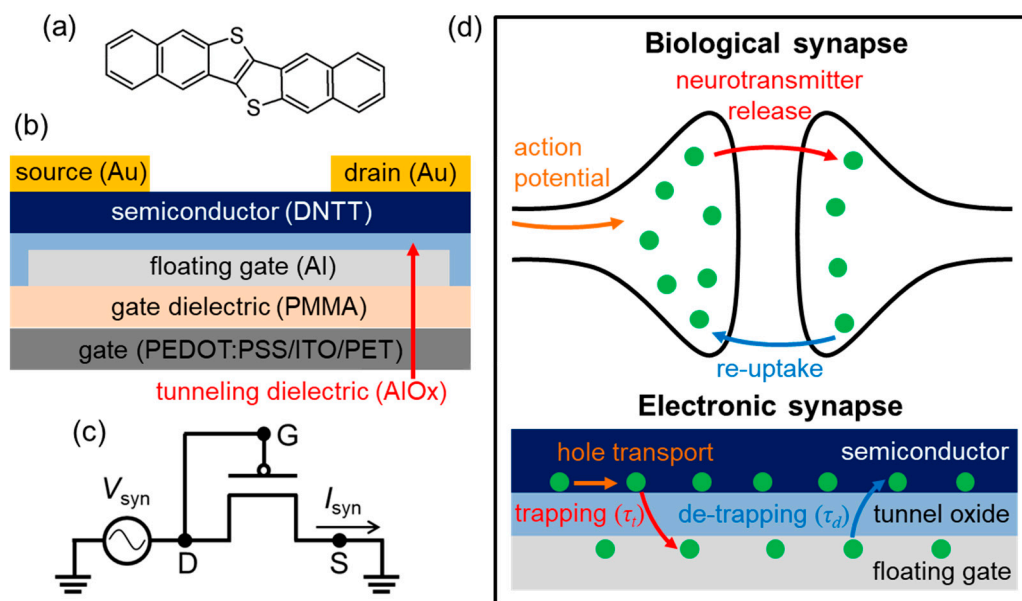 (a)
S
S
(b)
source (Au)
drain (Au)
semiconductor (DNTT)
floating gate (Al)
gate dielectric (PMMA)
gate (PEDOT:PSS/ITO/PET)
tunneling dielectric (AlOx)
(c)
G
Vsyn
Isyn
D
S
(d)
Biological synapse
neurotransmitter
release
action
potential
re-uptake
Electronic synapse
hole transport
semiconductor
trapping (τt)
de-trapping (τd)
tunnel oxide
floating gate